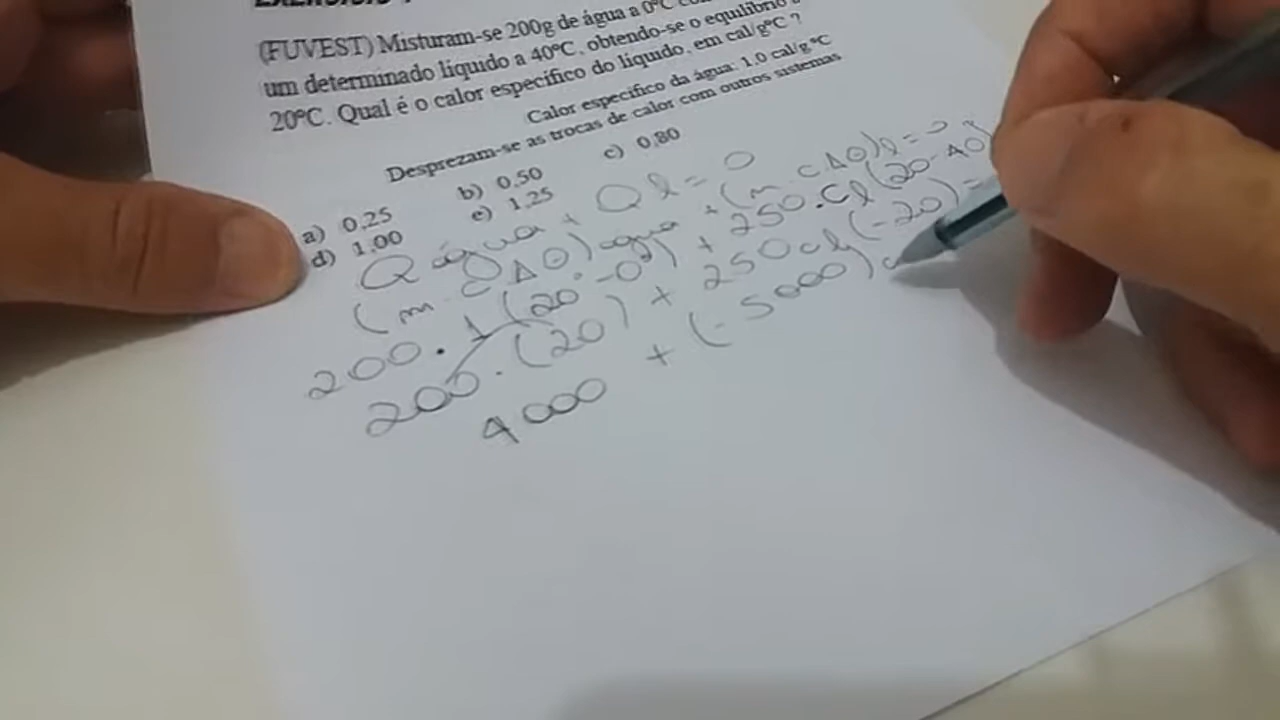 (FUVEST) Misturam-se 200g de água a 0°C
um determinado líquido a 40°C, obtendo-se o equilíbrio
20°C. Qual é o calor específico do líquido, em cal/g°C ?
Calor específico da água: 1,0 cal/g °C
Desprezam-se as trocas de calor com outros sistemas
a) 0,25 b) 0,50 c) 0,80
d) 1,00 e) 1,25
Q água + Q l = 0
(m c Δθ) água + (m c Δθ) l = 0
200 . 1 (20 - 0) + 250 . cl (20 - 40)
200 . (20) + 250 cl (-20) =
4000 + (-5000) c